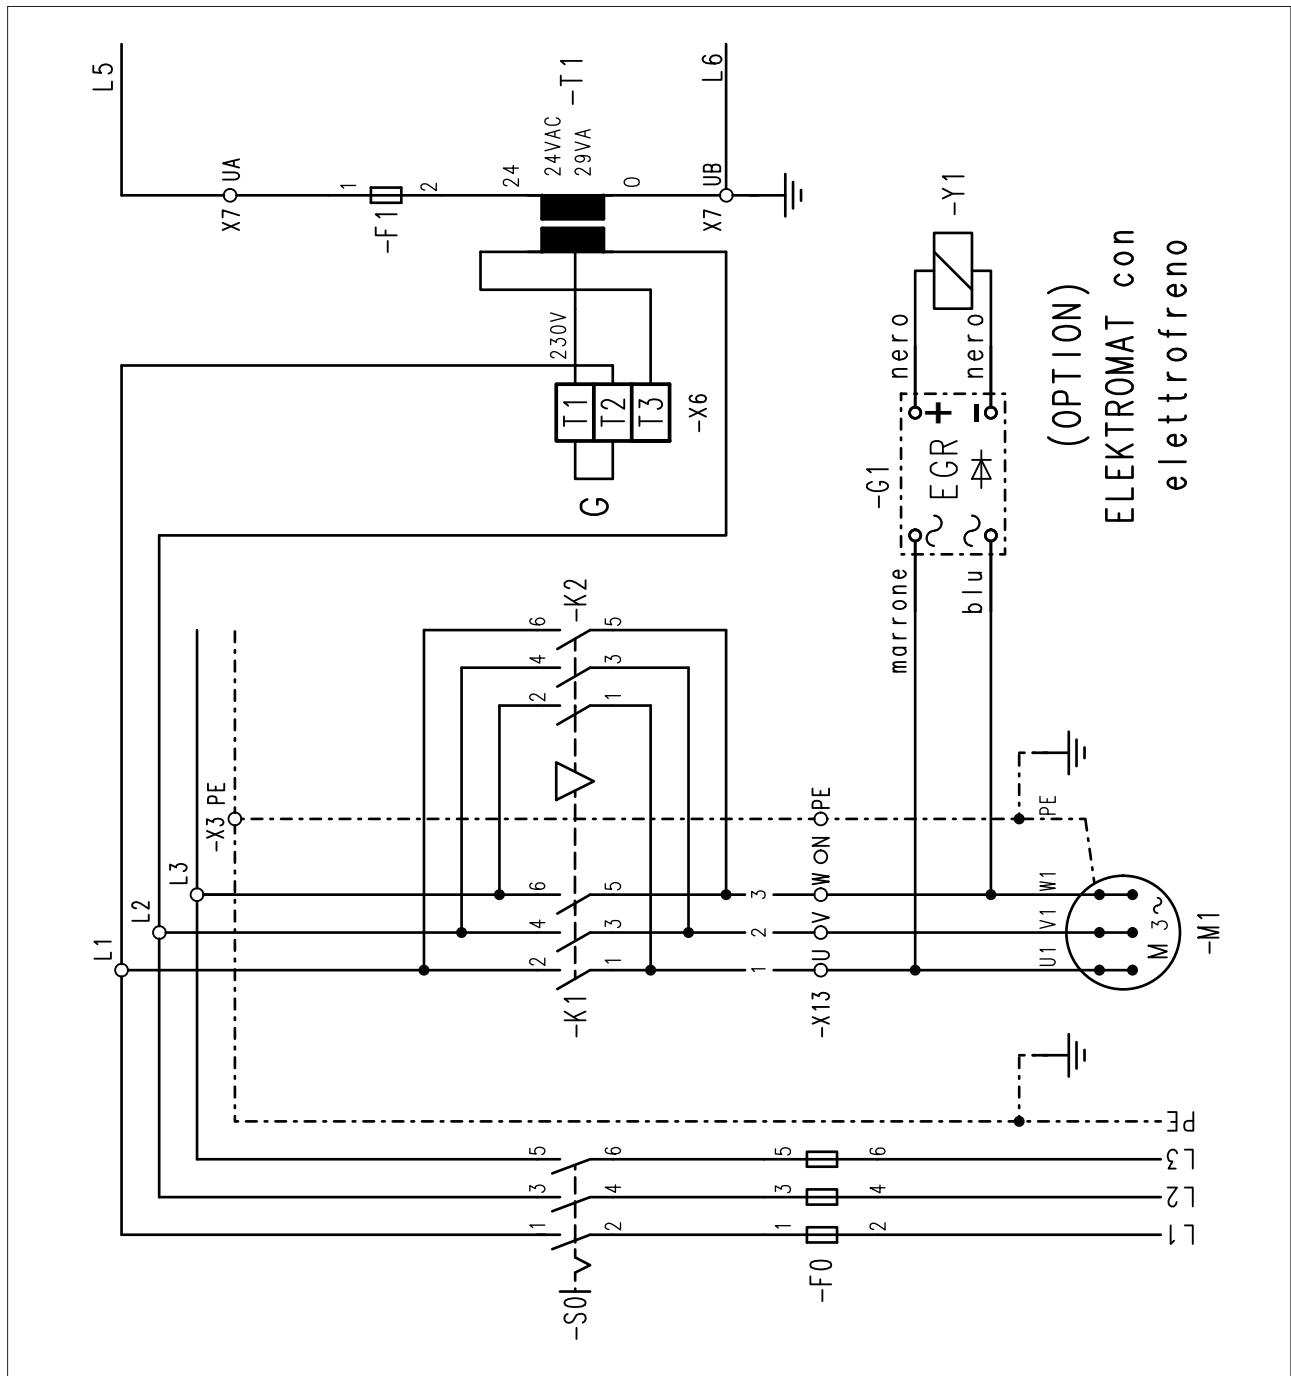 L5
X7 UA
1
-F1
2
24
24VAC
29VA
-T1
0
X7 UB
L6
230V
T1
T2
T3
-X6
G
-Y1
nero
nero
+
-
-G1
EGR
marrone
blu
(OPTION)
ELEKTROMAT con
elettrofreno
L1
L2
L3
-X3 PE
-K2
6
4
2
5
3
1
-K1
6
4
2
5
3
1
3
2
1
-X13 U V W N PE
PE
U1 V1 W1
M 3~
-M1
-S0
1
3
5
2
4
6
-F0
1
3
5
2
4
6
L1
L2
L3
PE